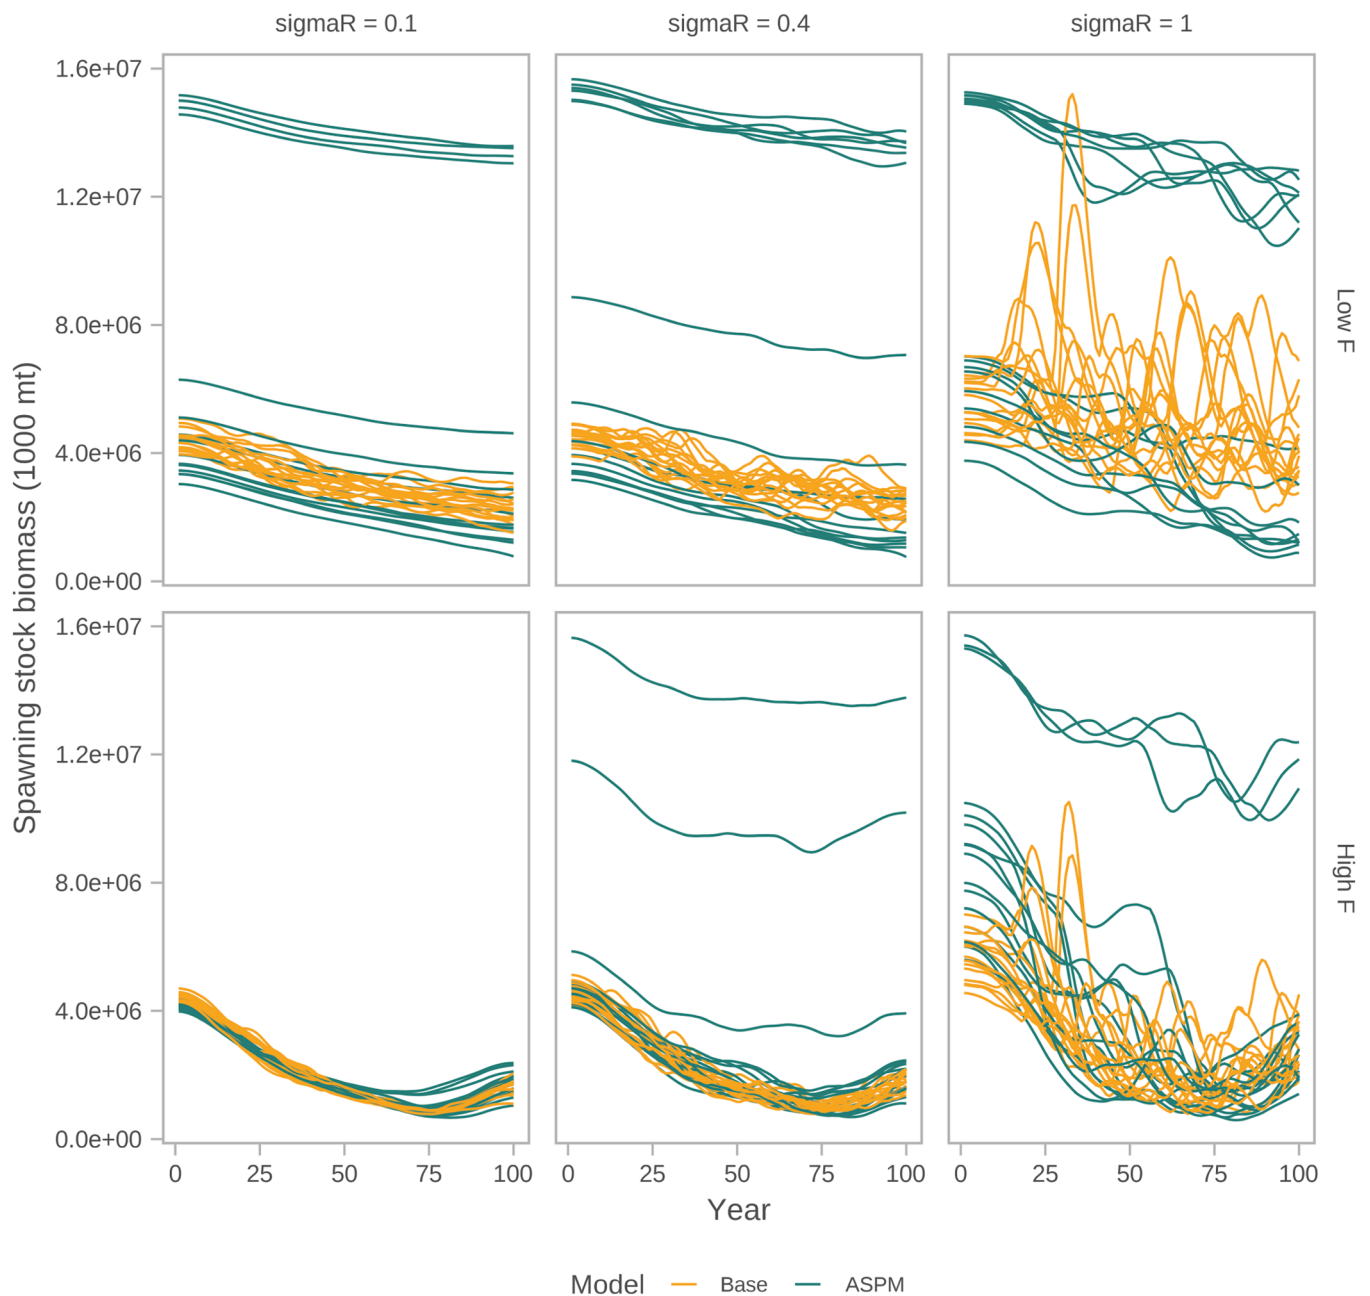 sigmaR = 0.1 sigmaR = 0.4 sigmaR = 1
1.6e+07
1.2e+07
8.0e+06
4.0e+06
0.0e+00
Low F
1.6e+07
1.2e+07
8.0e+06
4.0e+06
0.0e+00
High F
Spawning stock biomass (1000 mt)
0 25 50 75 100 0 25 50 75 100 0 25 50 75 100
Year
Model Base ASPM